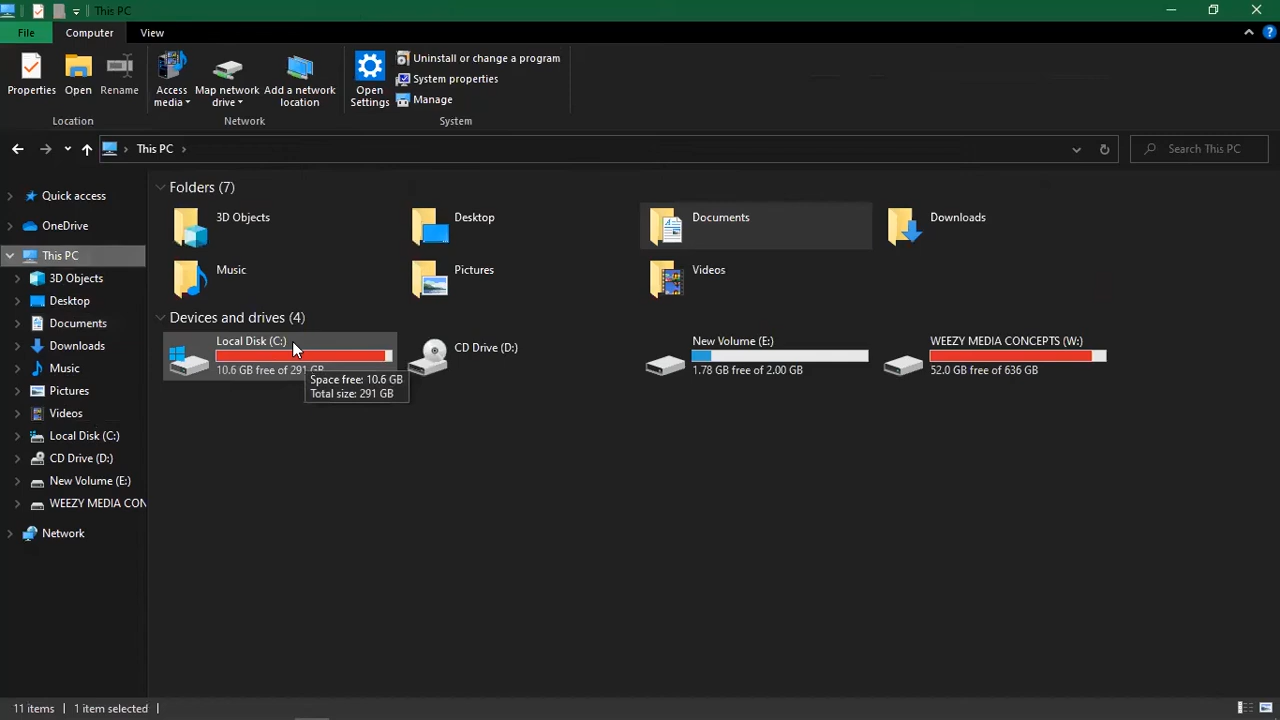 This PC
File
Computer
View
Properties
Open
Rename
Access media
Map network drive
Add a network location
Open Settings
Uninstall or change a program
System properties
Manage
Location
Network
System
This PC
Search This PC
Quick access
OneDrive
This PC
3D Objects
Desktop
Documents
Downloads
Music
Pictures
Videos
Local Disk (C:)
CD Drive (D:)
New Volume (E:)
WEEZY MEDIA CON
Network
Folders (7)
3D Objects
Desktop
Documents
Downloads
Music
Pictures
Videos
Devices and drives (4)
Local Disk (C:)
10.6 GB free of 291 GB
Space free: 10.6 GB
Total size: 291 GB
CD Drive (D:)
New Volume (E:)
1.78 GB free of 2.00 GB
WEEZY MEDIA CONCEPTS (W:)
52.0 GB free of 636 GB
11 items
1 item selected